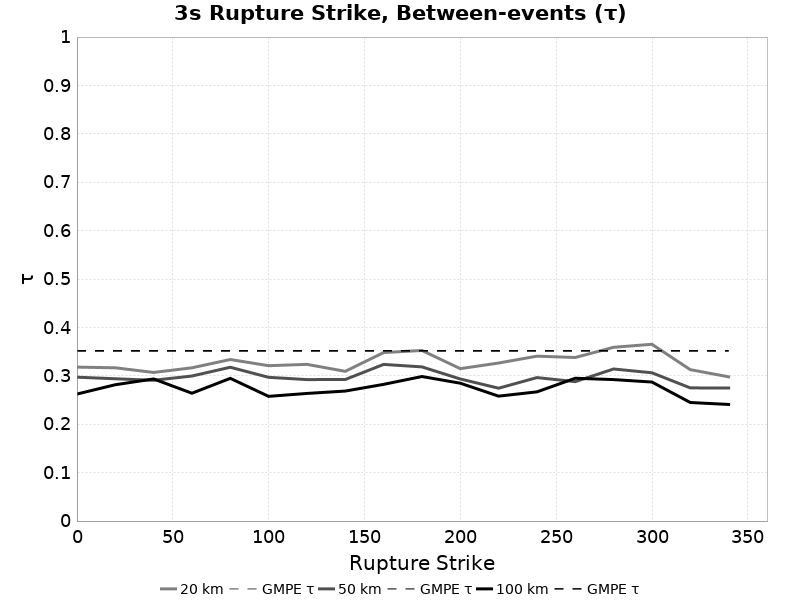 3s Rupture Strike, Between-events (τ)
1
0.9
0.8
0.7
0.6
0.5
0.4
0.3
0.2
0.1
0
τ
0 50 100 150 200 250 300 350
Rupture Strike
20 km GMPE τ 50 km GMPE τ 100 km GMPE τ